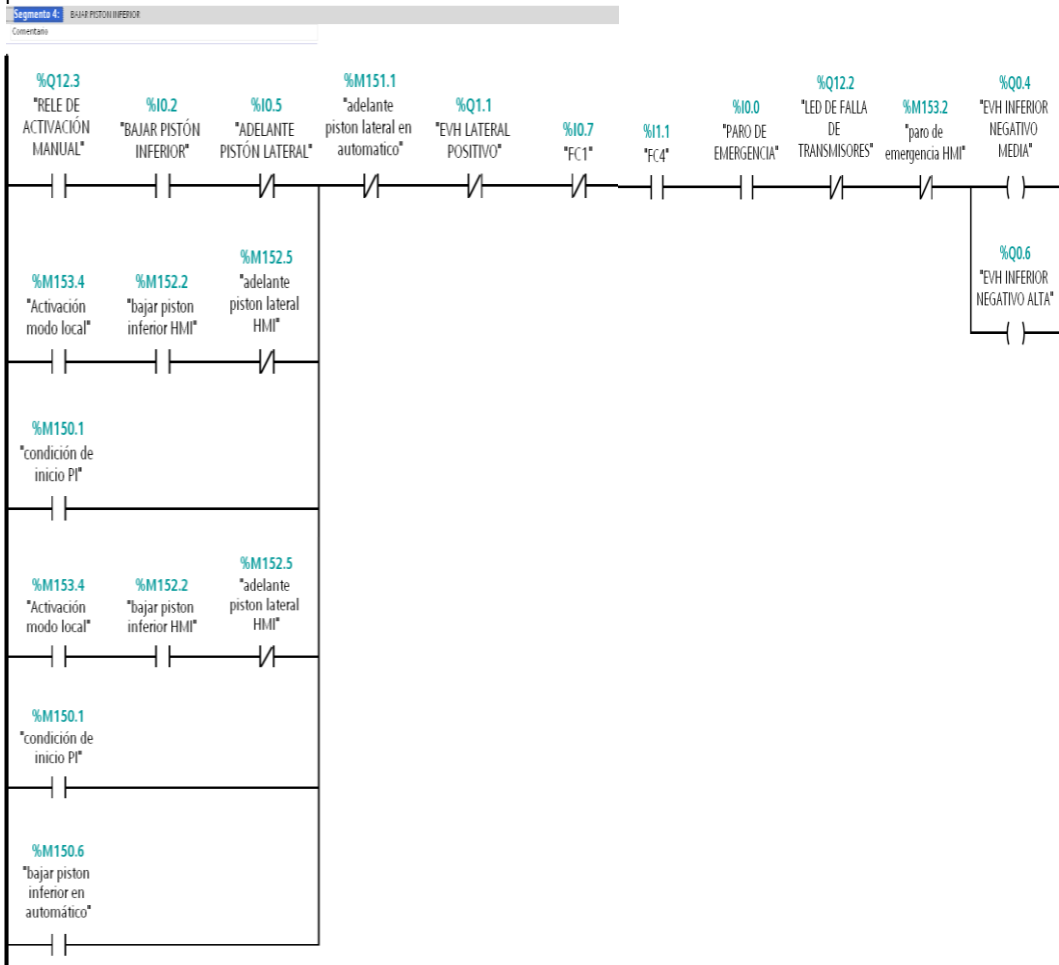 Segmento 4: BAJAR PISTON INFERIOR
Comentario
%Q12.3
"RELE DE
ACTIVACIÓN
MANUAL"
%I0.2
"BAJAR PISTÓN
INFERIOR"
%I0.5
"ADELANTE
PISTÓN LATERAL"
%M151.1
"adelante
piston lateral en
automatico"
%Q1.1
"EVH LATERAL
POSITIVO"
%I0.7
"FC1"
%I1.1
"FC4"
%I0.0
"PARO DE
EMERGENCIA"
%Q12.2
"LED DE FALLA
DE
TRANSMISORES"
%M153.2
"paro de
emergencia HMI"
%Q0.4
"EVH INFERIOR
NEGATIVO
MEDIA"
%Q0.6
"EVH INFERIOR
NEGATIVO ALTA"
%M153.4
"Activación
modo local"
%M152.2
"bajar piston
inferior HMI"
%M152.5
"adelante
piston lateral
HMI"
%M150.1
"condición de
inicio PI"
%M153.4
"Activación
modo local"
%M152.2
"bajar piston
inferior HMI"
%M152.5
"adelante
piston lateral
HMI"
%M150.1
"condición de
inicio PI"
%M150.6
"bajar piston
inferior en
automático"